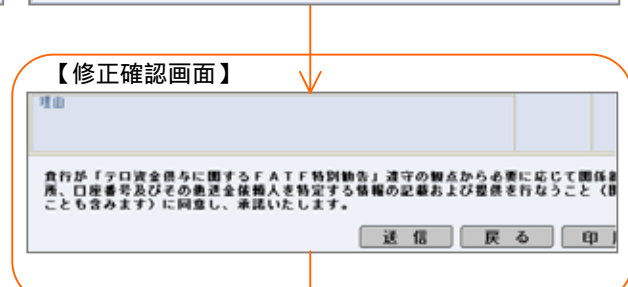 【修正確認画面】
理由
貴行が「テロ資金供与に関するＦＡＴＦ特別勧告」遵守の観点から必要に応じて関係
所、口座番号及びその他送金依頼人を特定する情報の記載および提供を行なうこと（
ことも含みます）に同意し、承諾いたします。
送 信 戻 る 印